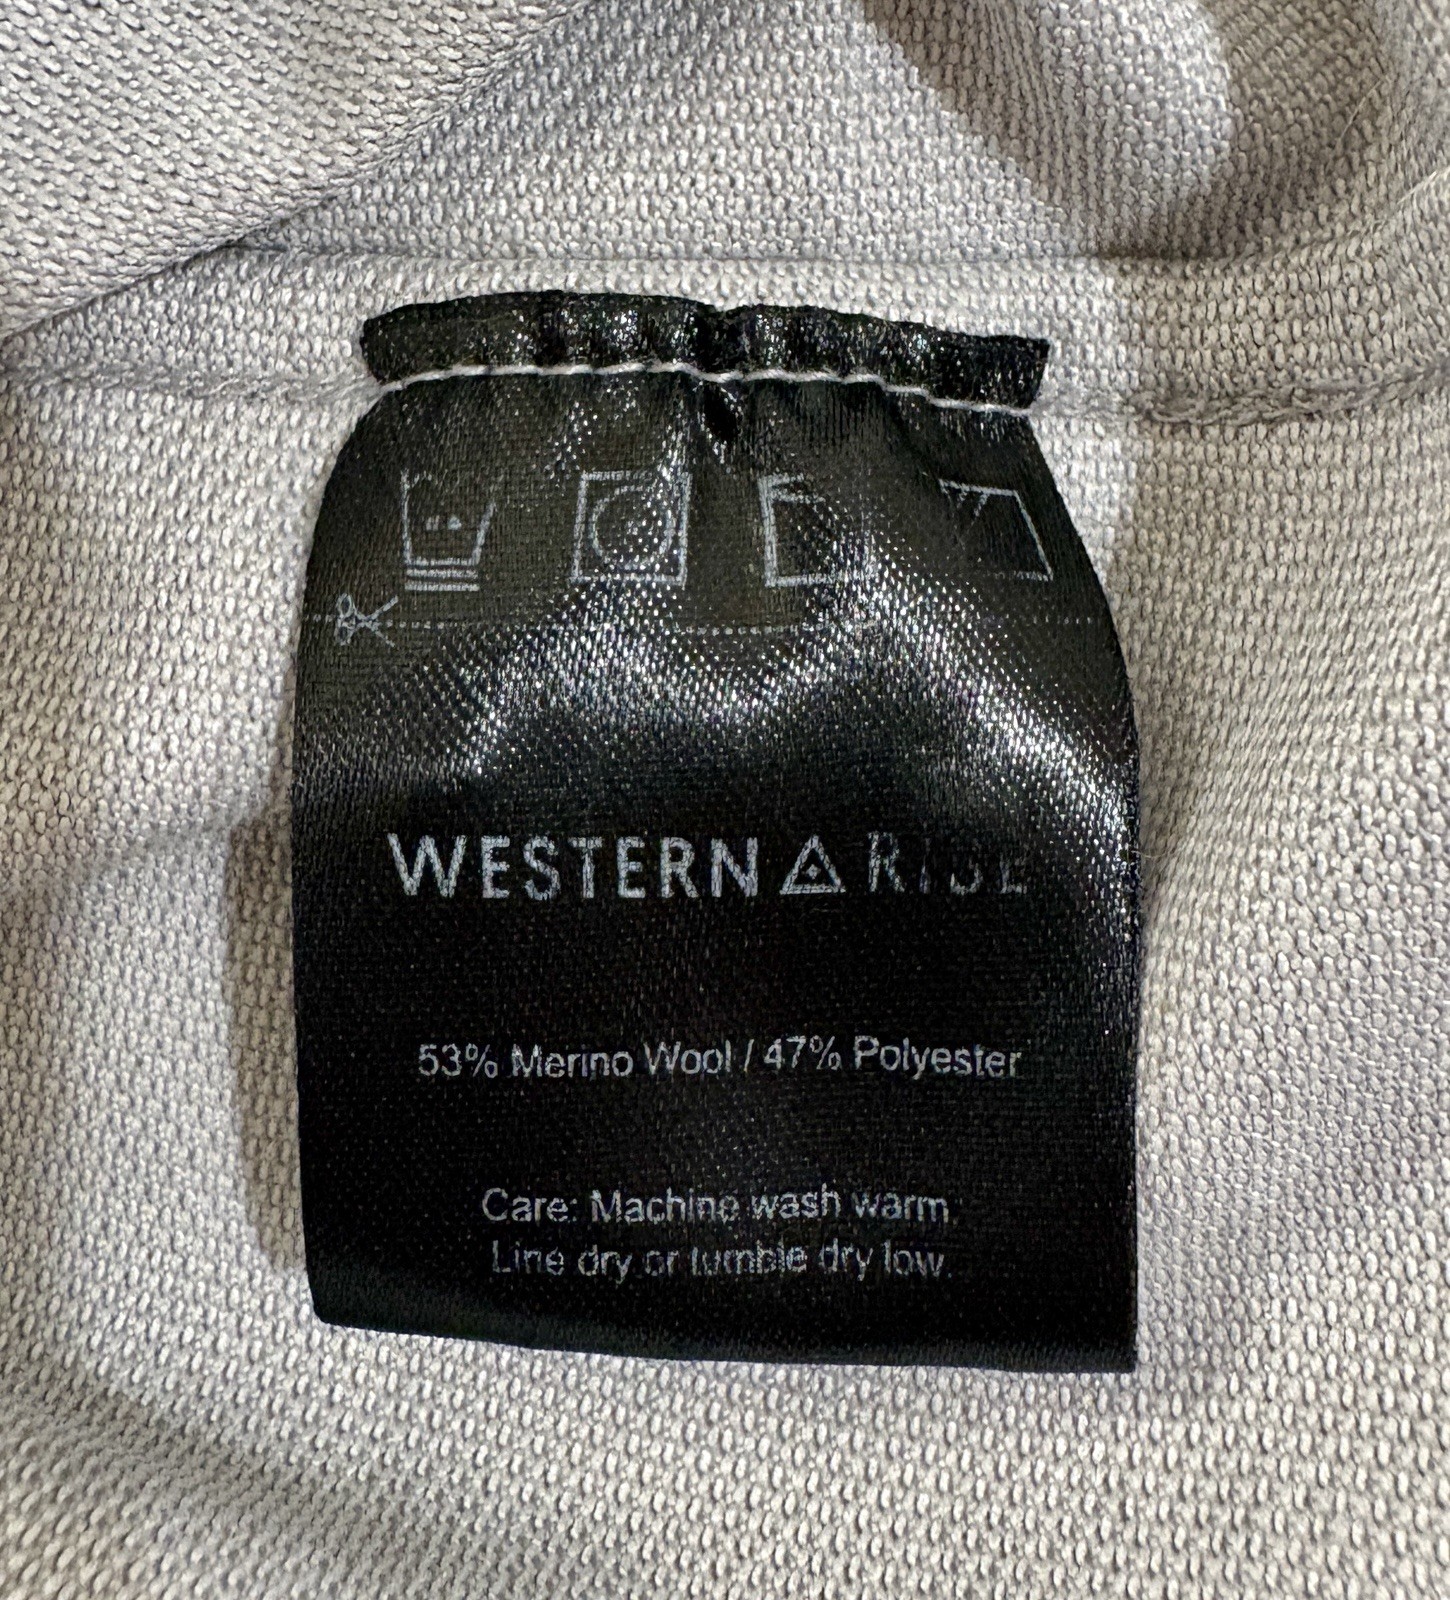 WESTERN RISE
53% Merino Wool / 47% Polyester
Care: Machine wash warm.
Line dry or tumble dry low.